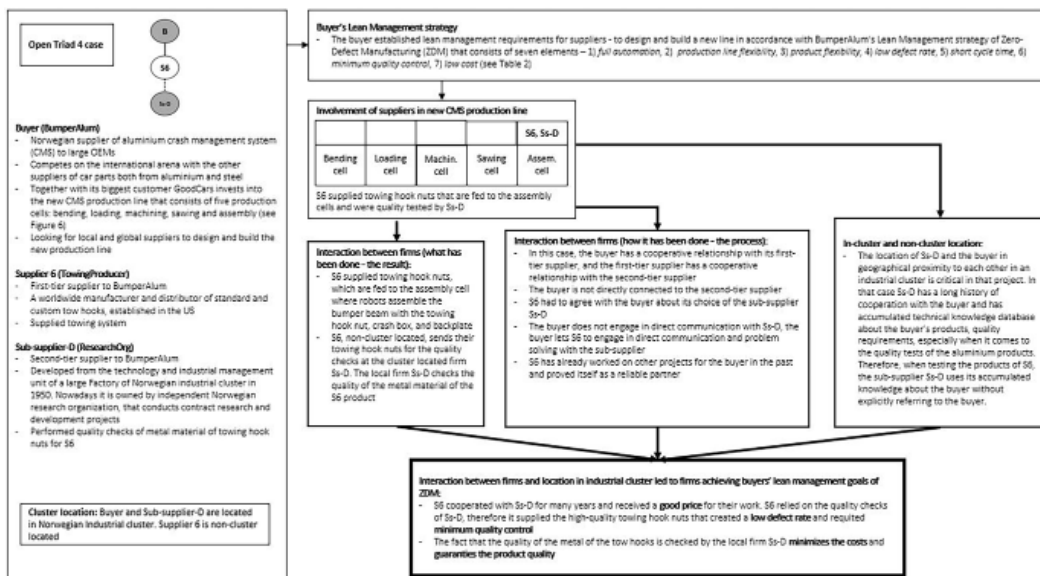 Open Triad 4 case
B
S6
Ss-D
Buyer (BumperAlum)
- Norwegian supplier of aluminium crash management system
(CMS) to large OEMs
- Competes on the international arena with the other
suppliers of car parts both from aluminium and steel
- Together with its biggest customer GoodCars invests into
the new CMS production line that consists of five production
cells: bending, loading, machining, sawing and assembly (see
Figure 6)
- Looking for local and global suppliers to design and build the
new production line
Supplier 6 (TowingProducer)
- First-tier supplier to BumperAlum
- A worldwide manufacturer and distributor of standard and
custom tow hooks, established in the US
- Supplied towing system
Sub-supplier-D (ResearchOrg)
- Second-tier supplier to BumperAlum
- Developed from the technology and industrial management
unit of a large Factory of Norwegian industrial cluster in
1950. Nowadays it is owned by independent Norwegian
research organization, that conducts contract research and
development projects
- Performed quality checks of metal material of towing hook
nuts for S6
Cluster location: Buyer and Sub-supplier-D are located
in Norwegian Industrial cluster. Supplier 6 is non-cluster
located
Buyer's Lean Management strategy
- The buyer established lean management requirements for suppliers - to design and build a new line in accordance with BumperAlum's Lean Management strategy of Zero-
Defect Manufacturing (ZDM) that consists of seven elements – 1) full automation, 2) production line flexibility, 3) product flexibility, 4) low defect rate, 5) short cycle time, 6)
minimum quality control, 7) low cost (see Table 2)
Involvement of suppliers in new CMS production line
S6, Ss-D
Bending cell
Loading cell
Machin. cell
Sawing cell
Assem. cell
S6 supplied towing hook nuts that are fed to the assembly
cells and were quality tested by Ss-D
Interaction between firms (what has
been done - the result):
- S6 supplied towing hook nuts,
which are fed to the assembly cell
where robots assemble the
bumper beam with the towing
hook nut, crash box, and backplate
- S6, non-cluster located, sends their
towing hook nuts for the quality
checks at the cluster located firm
Ss-D. The local firm Ss-D checks the
quality of the metal material of the
S6 product
Interaction between firms (how it has been done - the process):
- In this case, the buyer has a cooperative relationship with its first-
tier supplier, and the first-tier supplier has a cooperative
relationship with the second-tier supplier
- The buyer is not directly connected to the second-tier supplier
- S6 had to agree with the buyer about its choice of the sub-supplier
Ss-D
- The buyer does not engage in direct communication with Ss-D, the
buyer lets S6 to engage in direct communication and problem
solving with the sub-supplier
- S6 has already worked on other projects for the buyer in the past
and proved itself as a reliable partner
In-cluster and non-cluster location:
- The location of Ss-D and the buyer in
geographical proximity to each other in an
industrial cluster is critical in that project. In
that case Ss-D has a long history of
cooperation with the buyer and has
accumulated technical knowledge database
about the buyer's products, quality
requirements, especially when it comes to
the quality tests of the aluminium products.
Therefore, when testing the products of S6,
the sub-supplier Ss-D uses its accumulated
knowledge about the buyer without
explicitly referring to the buyer.
Interaction between firms and location in industrial cluster led to firms achieving buyers' lean management goals of
ZDM:
- S6 cooperated with Ss-D for many years and received a good price for their work. S6 relied on the quality checks
of Ss-D, therefore it supplied the high-quality towing hook nuts that created a low defect rate and required
minimum quality control
- The fact that the quality of the metal of the tow hooks is checked by the local firm Ss-D minimizes the costs and
guaranties the product quality